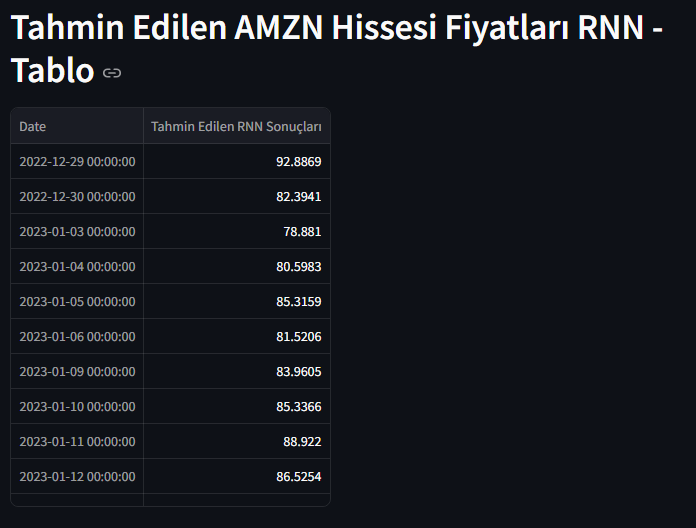 Tahmin Edilen AMZN Hissesi Fiyatları RNN -
Tablo
Date Tahmin Edilen RNN Sonuçları
2022-12-29 00:00:00 92.8869
2022-12-30 00:00:00 82.3941
2023-01-03 00:00:00 78.881
2023-01-04 00:00:00 80.5983
2023-01-05 00:00:00 85.3159
2023-01-06 00:00:00 81.5206
2023-01-09 00:00:00 83.9605
2023-01-10 00:00:00 85.3366
2023-01-11 00:00:00 88.922
2023-01-12 00:00:00 86.5254